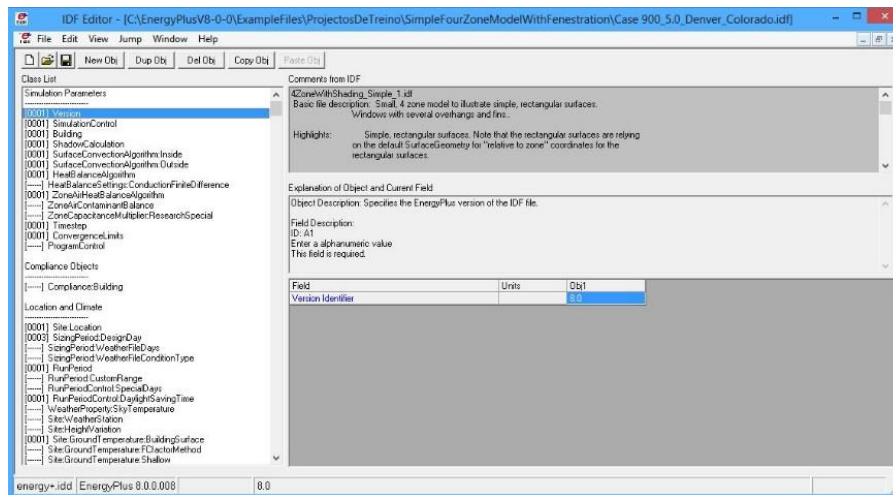 IDF Editor - [C:\EnergyPlusV8-0-0\ExampleFiles\ProjectosDeTreino\SimpleFourZoneModelWithFenestration\Case 900_5.0_Denver_Colorado.idf]
File Edit View Jump Window Help
New Obj Dup Obj Del Obj Copy Obj Paste Obj
Class List
Simulation Parameters
------------------------
[0001] Version
[0001] SimulationControl
[0001] Building
[0001] ShadowCalculation
[0001] SurfaceConvectionAlgorithm:Inside
[0001] SurfaceConvectionAlgorithm:Outside
[0001] HeatBalanceAlgorithm
[------] HeatBalanceSettings:ConductionFiniteDifference
[0001] ZoneAirHeatBalanceAlgorithm
[------] ZoneAirContaminantBalance
[------] ZoneCapacitanceMultiplier:ResearchSpecial
[0001] Timestep
[0001] ConvergenceLimits
[------] ProgramControl
Compliance Objects
------------------------
[------] Compliance:Building
Location and Climate
------------------------
[0001] Site:Location
[0003] SizingPeriod:DesignDay
[------] SizingPeriod:WeatherFileDays
[------] SizingPeriod:WeatherFileConditionType
[0001] RunPeriod
[------] RunPeriod:CustomRange
[------] RunPeriodControl:SpecialDays
[0001] RunPeriodControl:DaylightSavingTime
[------] WeatherProperty:SkyTemperature
[------] Site:WeatherStation
[------] Site:HeightVariation
[0001] Site:GroundTemperature:BuildingSurface
[------] Site:GroundTemperature:FCfactorMethod
[------] Site:GroundTemperature:Shallow
Comments from IDF
4ZoneWithShading_Simple_1.idf
Basic file description: Small, 4 zone model to illustrate simple, rectangular surfaces.
Windows with several overhangs and fins..
Highlights: Simple, rectangular surfaces. Note that the rectangular surfaces are relying
on the default SurfaceGeometry for "relative to zone" coordinates for the
rectangular surfaces.
Explanation of Object and Current Field
Object Description: Specifies the EnergyPlus version of the IDF file.
Field Description:
ID: A1
Enter a alphanumeric value
This field is required.
Field Units Obj1
Version Identifier 8.0
energy+.idd EnergyPlus 8.0.0.008 8.0